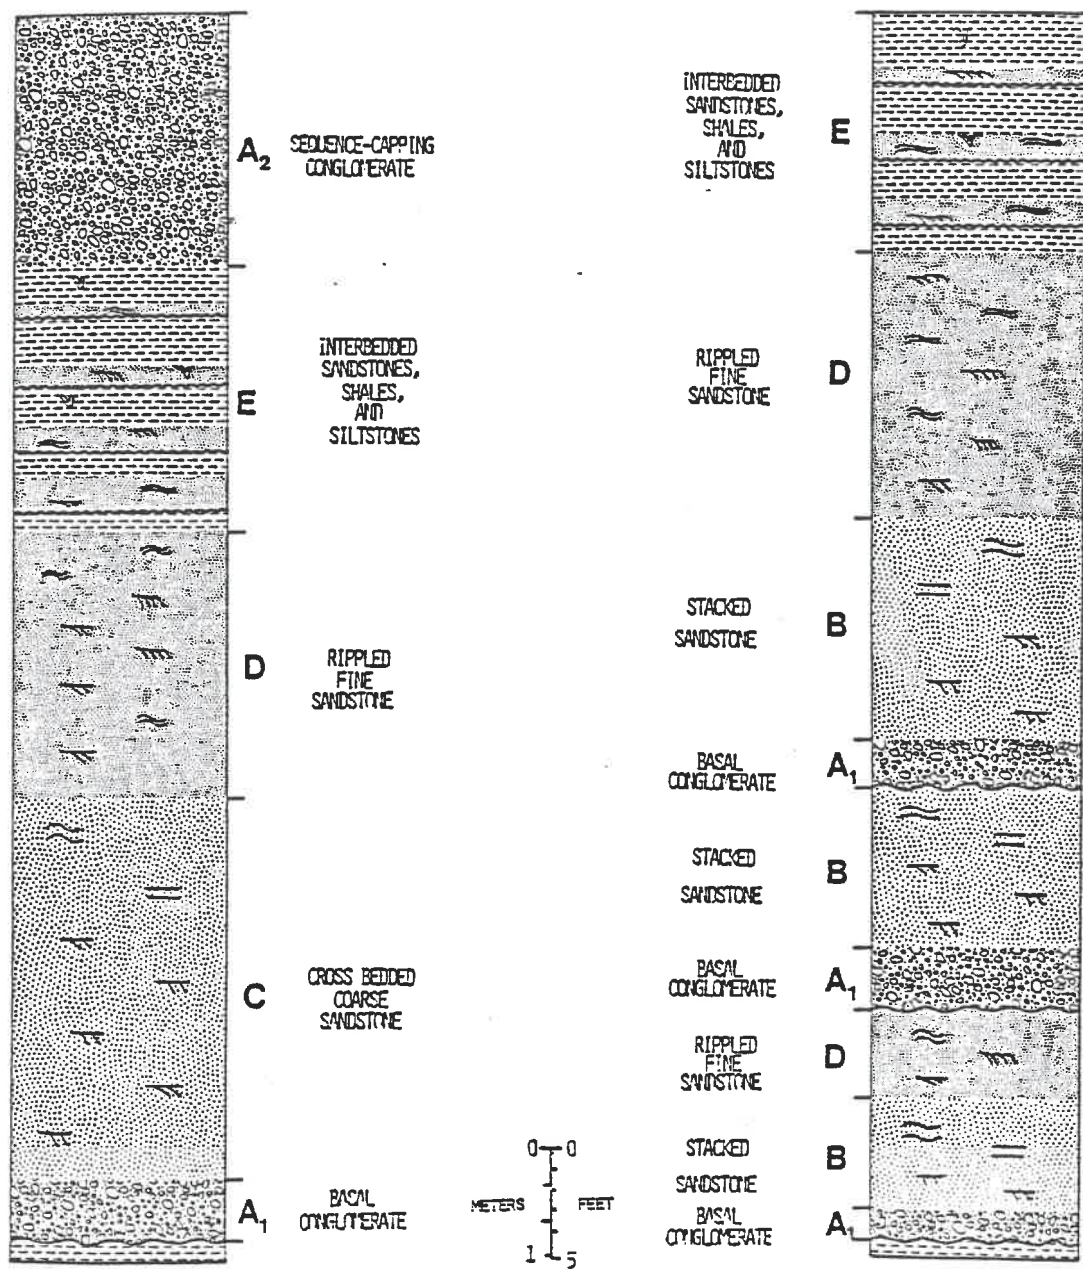 A2 SEQUENCE-CAPPING
CONGLOMERATE
E
INTERBEDDED
SANDSTONES,
SHALES,
AND
SILTSTONES
D
RIPPLED
FINE
SANDSTONE
C
CROSS BEDDED
COARSE
SANDSTONE
A1
BASAL
CONGLOMERATE
0 0
METERS FEET
1 5
INTERBEDDED
SANDSTONES,
SHALES,
AND
SILTSTONES
E
RIPPLED
FINE
SANDSTONE
D
STACKED
SANDSTONE
B
BASAL
CONGLOMERATE
A1
STACKED
SANDSTONE
B
BASAL
CONGLOMERATE
A1
RIPPLED
FINE
SANDSTONE
D
STACKED
SANDSTONE
B
BASAL
CONGLOMERATE
A1